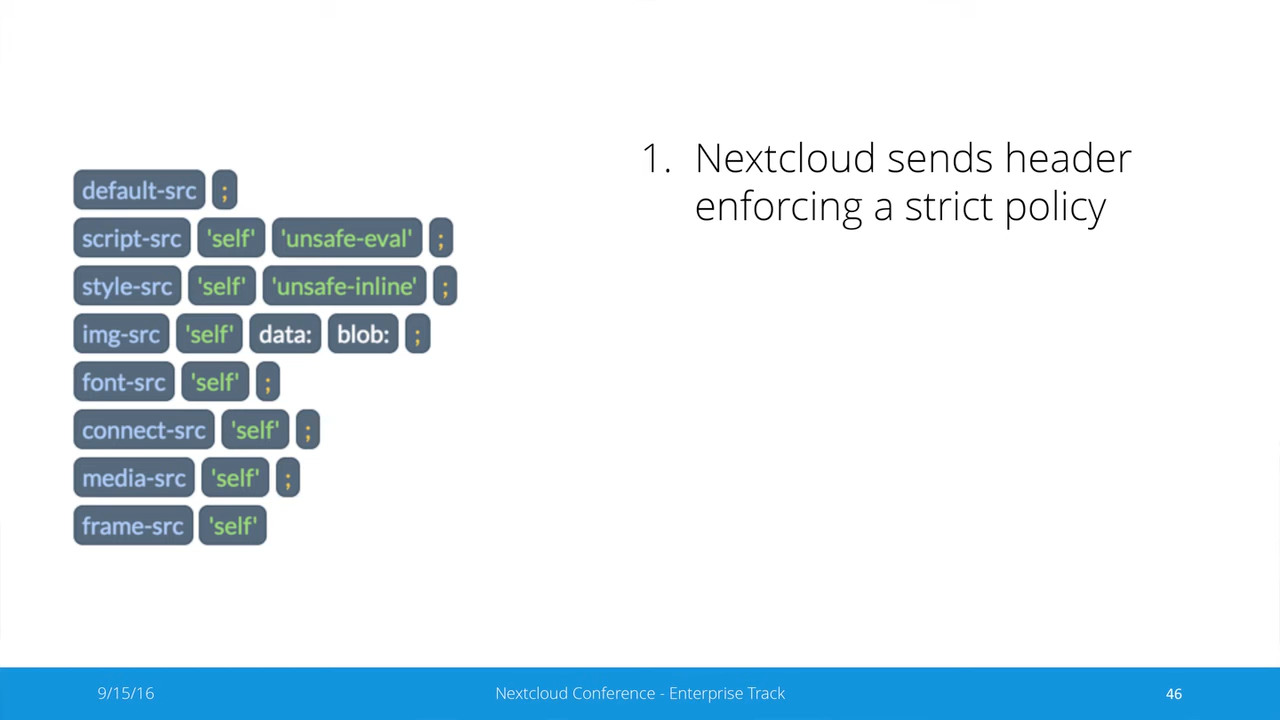 default-src ;
script-src 'self' 'unsafe-eval' ;
style-src 'self' 'unsafe-inline' ;
img-src 'self' data: blob: ;
font-src 'self' ;
connect-src 'self' ;
media-src 'self' ;
frame-src 'self'
1. Nextcloud sends header
enforcing a strict policy
9/15/16
Nextcloud Conference - Enterprise Track
46